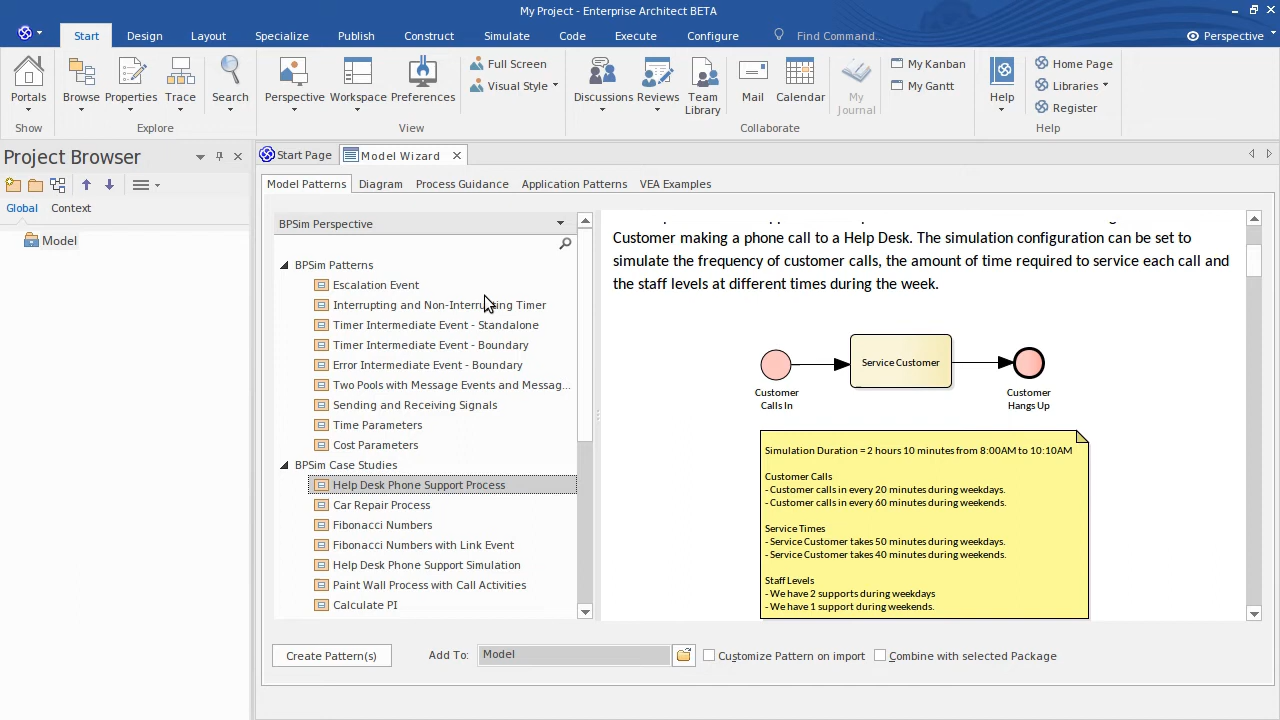 My Project - Enterprise Architect BETA
Start
Design
Layout
Specialize
Publish
Construct
Simulate
Code
Execute
Configure
Find Command...
Perspective
Portals
Browse
Properties
Trace
Search
Perspective
Workspace
Preferences
Full Screen
Visual Style
Discussions
Reviews
Team
Library
Mail
Calendar
My
Journal
My Kanban
My Gantt
Help
Home Page
Libraries
Register
Show
Explore
View
Collaborate
Help
Project Browser
Global
Context
Model
Start Page
Model Wizard
Model Patterns
Diagram
Process Guidance
Application Patterns
VEA Examples
BPSim Perspective
BPSim Patterns
Escalation Event
Interrupting and Non-Interrupting Timer
Timer Intermediate Event - Standalone
Timer Intermediate Event - Boundary
Error Intermediate Event - Boundary
Two Pools with Message Events and Messag...
Sending and Receiving Signals
Time Parameters
Cost Parameters
BPSim Case Studies
Help Desk Phone Support Process
Car Repair Process
Fibonacci Numbers
Fibonacci Numbers with Link Event
Help Desk Phone Support Simulation
Paint Wall Process with Call Activities
Calculate PI
Customer making a phone call to a Help Desk. The simulation configuration can be set to
simulate the frequency of customer calls, the amount of time required to service each call and
the staff levels at different times during the week.
Customer
Calls In
Service Customer
Customer
Hangs Up
Simulation Duration = 2 hours 10 minutes from 8:00AM to 10:10AM
Customer Calls
- Customer calls in every 20 minutes during weekdays.
- Customer calls in every 60 minutes during weekends.
Service Times
- Service Customer takes 50 minutes during weekdays.
- Service Customer takes 40 minutes during weekends.
Staff Levels
- We have 2 supports during weekdays
- We have 1 support during weekends.
Create Pattern(s)
Add To:
Model
Customize Pattern on import
Combine with selected Package